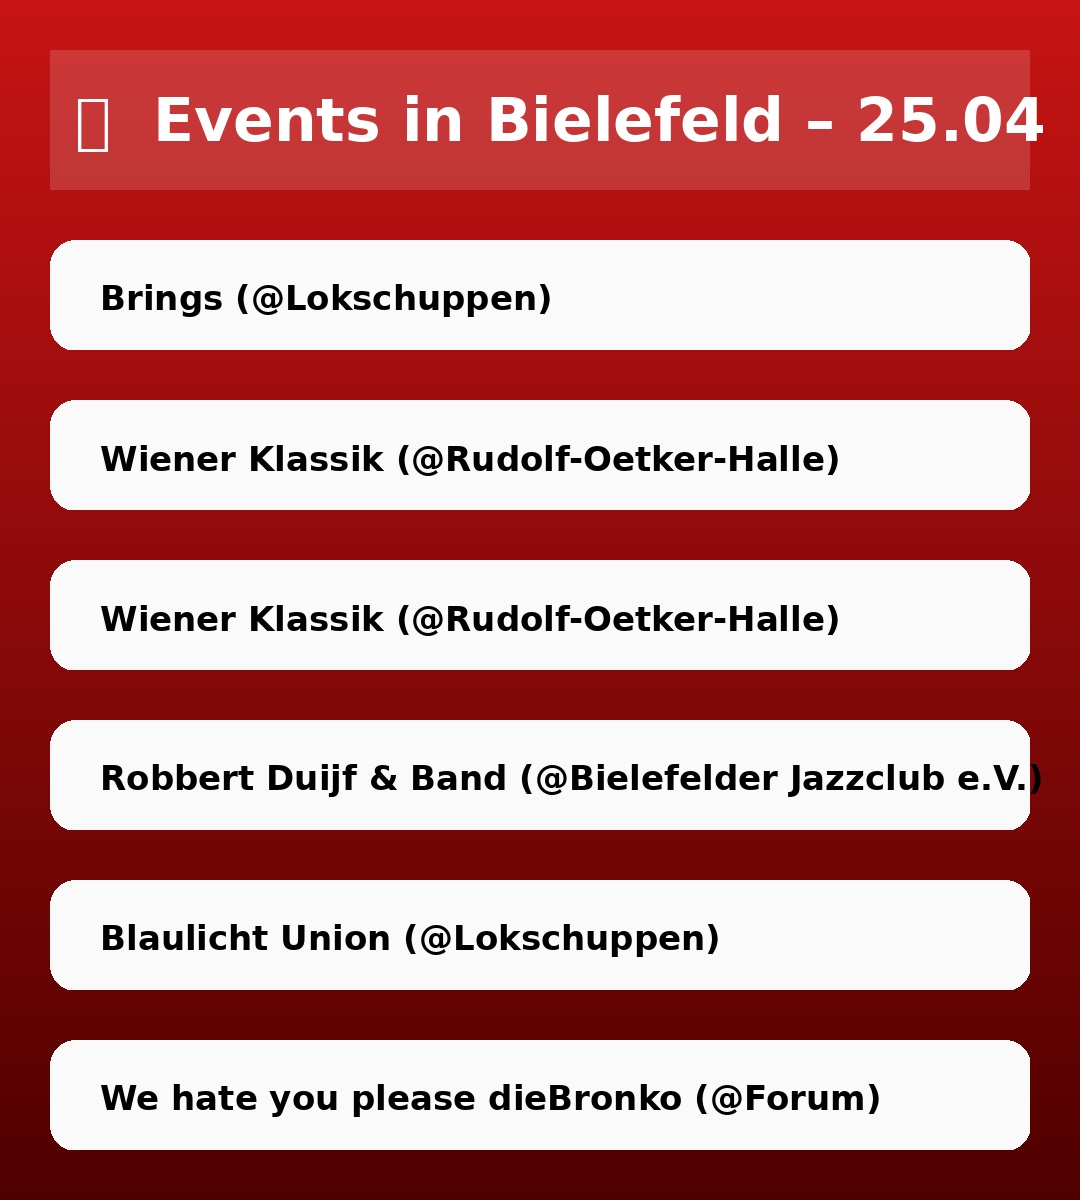 Events in Bielefeld – 25.04
Brings (@Lokschuppen)
Wiener Klassik (@Rudolf-Oetker-Halle)
Wiener Klassik (@Rudolf-Oetker-Halle)
Robbert Duijf & Band (@Bielefelder Jazzclub e.V.)
Blaulicht Union (@Lokschuppen)
We hate you please dieBronko (@Forum)